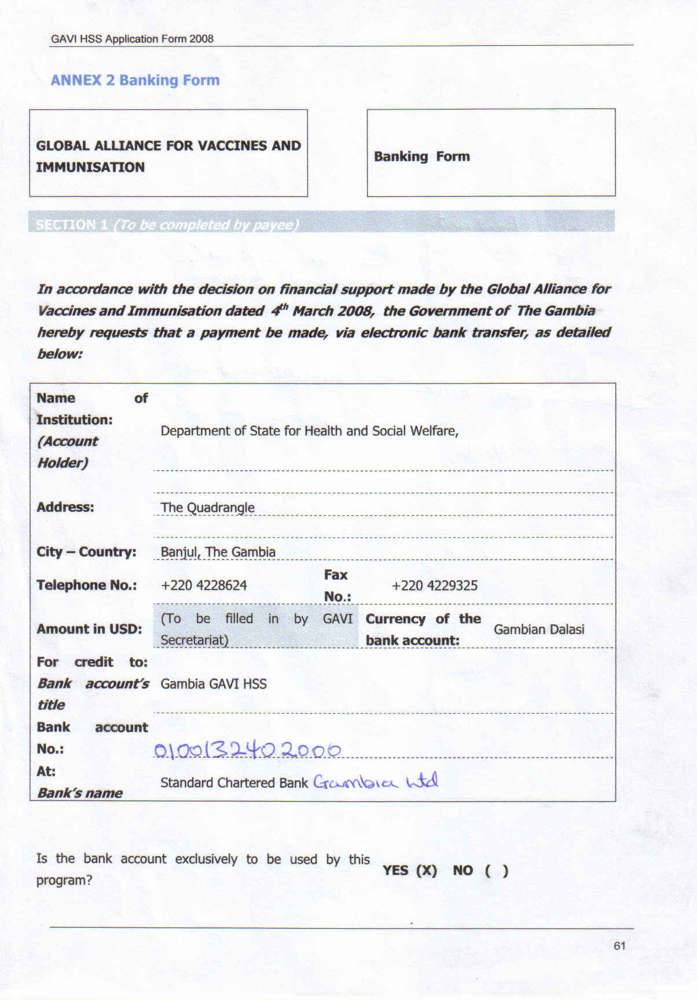 GAVI HSS Application Form 2008
ANNEX 2 Banking Form
GLOBAL ALLIANCE FOR VACCINES AND
IMMUNISATION
Banking Form
SECTION 1 (To be completed by payee)
In accordance with the decision on financial support made by the Global Alliance for
Vaccines and Immunisation dated 4th March 2008, the Government of The Gambia
hereby requests that a payment be made, via electronic bank transfer, as detailed
below:
Name of
Institution:
(Account
Holder)
Department of State for Health and Social Welfare,
Address: The Quadrangle
City – Country: Banjul, The Gambia
Telephone No.: +220 4228624
Fax
No.:
+220 4229325
Amount in USD:
(To be filled in by GAVI
Secretariat)
Currency of the
bank account:
Gambian Dalasi
For credit to:
Bank account's
title
Gambia GAVI HSS
Bank account
No.: 0100132402000
At:
Bank's name
Standard Chartered Bank Gambia Ltd
Is the bank account exclusively to be used by this
program?
YES (X) NO ( )
61